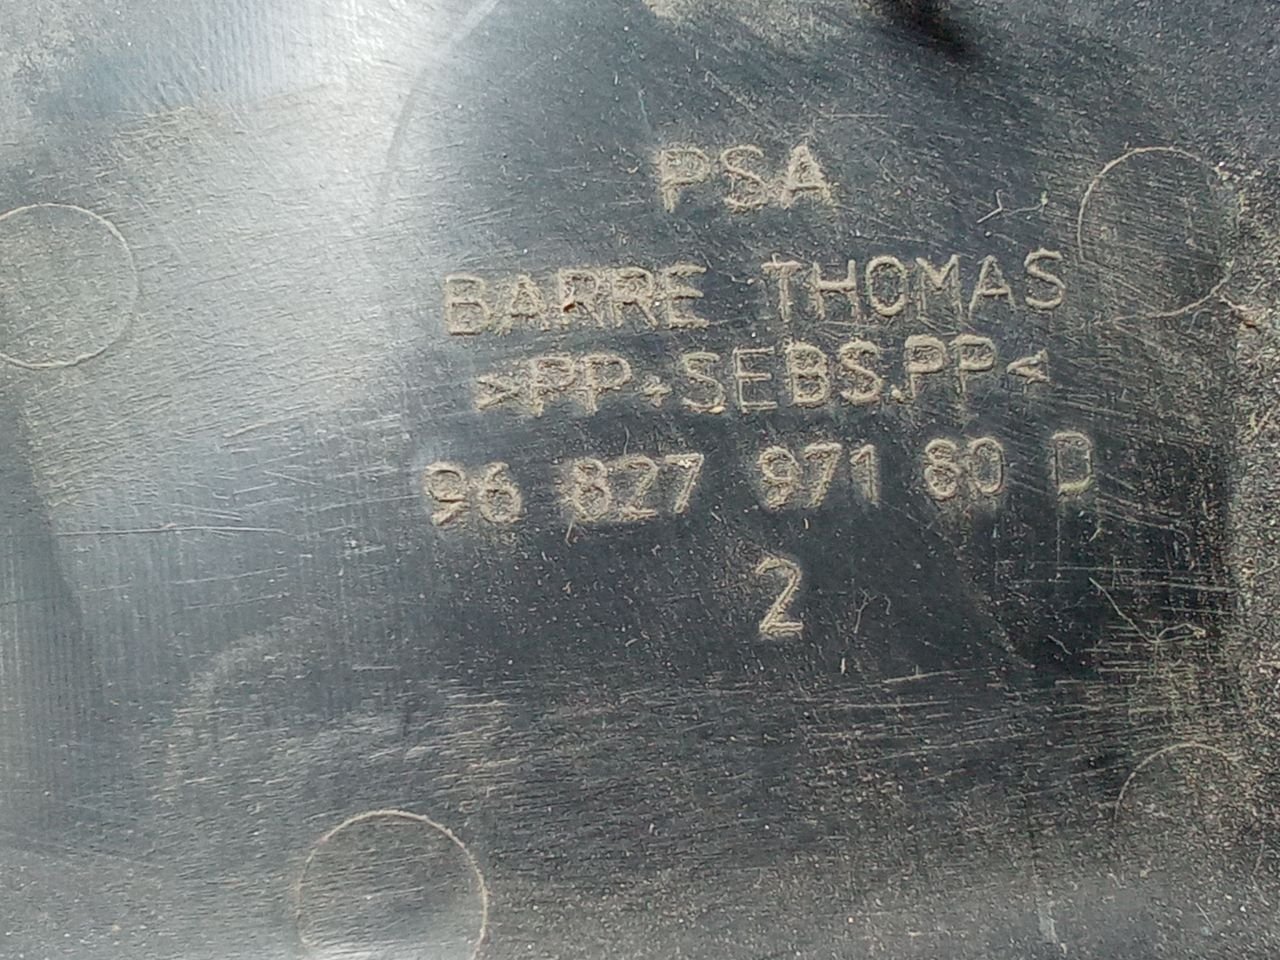 PSA
BARRE THOMAS
>PP+SEBS.PP<
96 827 971 80 D
2